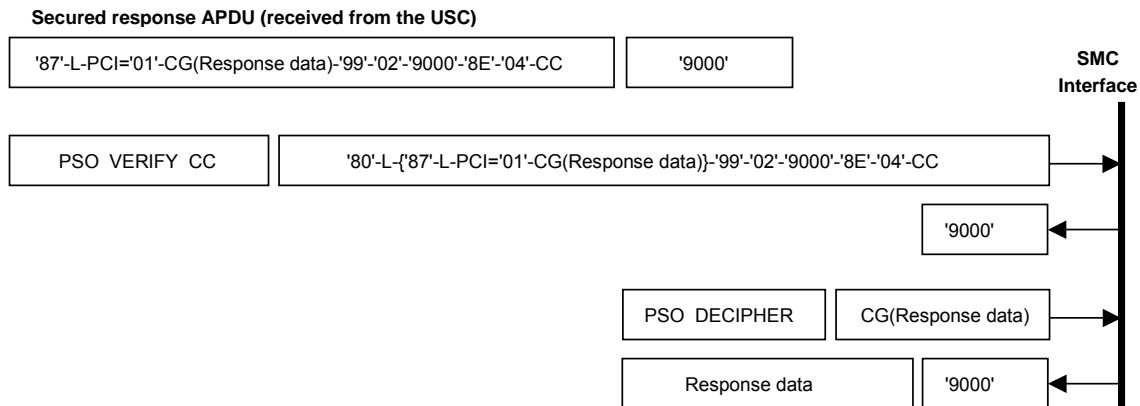 Secured response APDU (received from the USC)
'87'-L-PCI='01'-CG(Response data)-'99'-'02'-'9000'-'8E'-'04'-CC
'9000'
SMC
Interface
PSO VERIFY CC
'80'-L-{'87'-L-PCI='01'-CG(Response data)}-'99'-'02'-'9000'-'8E'-'04'-CC
'9000'
PSO DECIPHER
CG(Response data)
Response data
'9000'